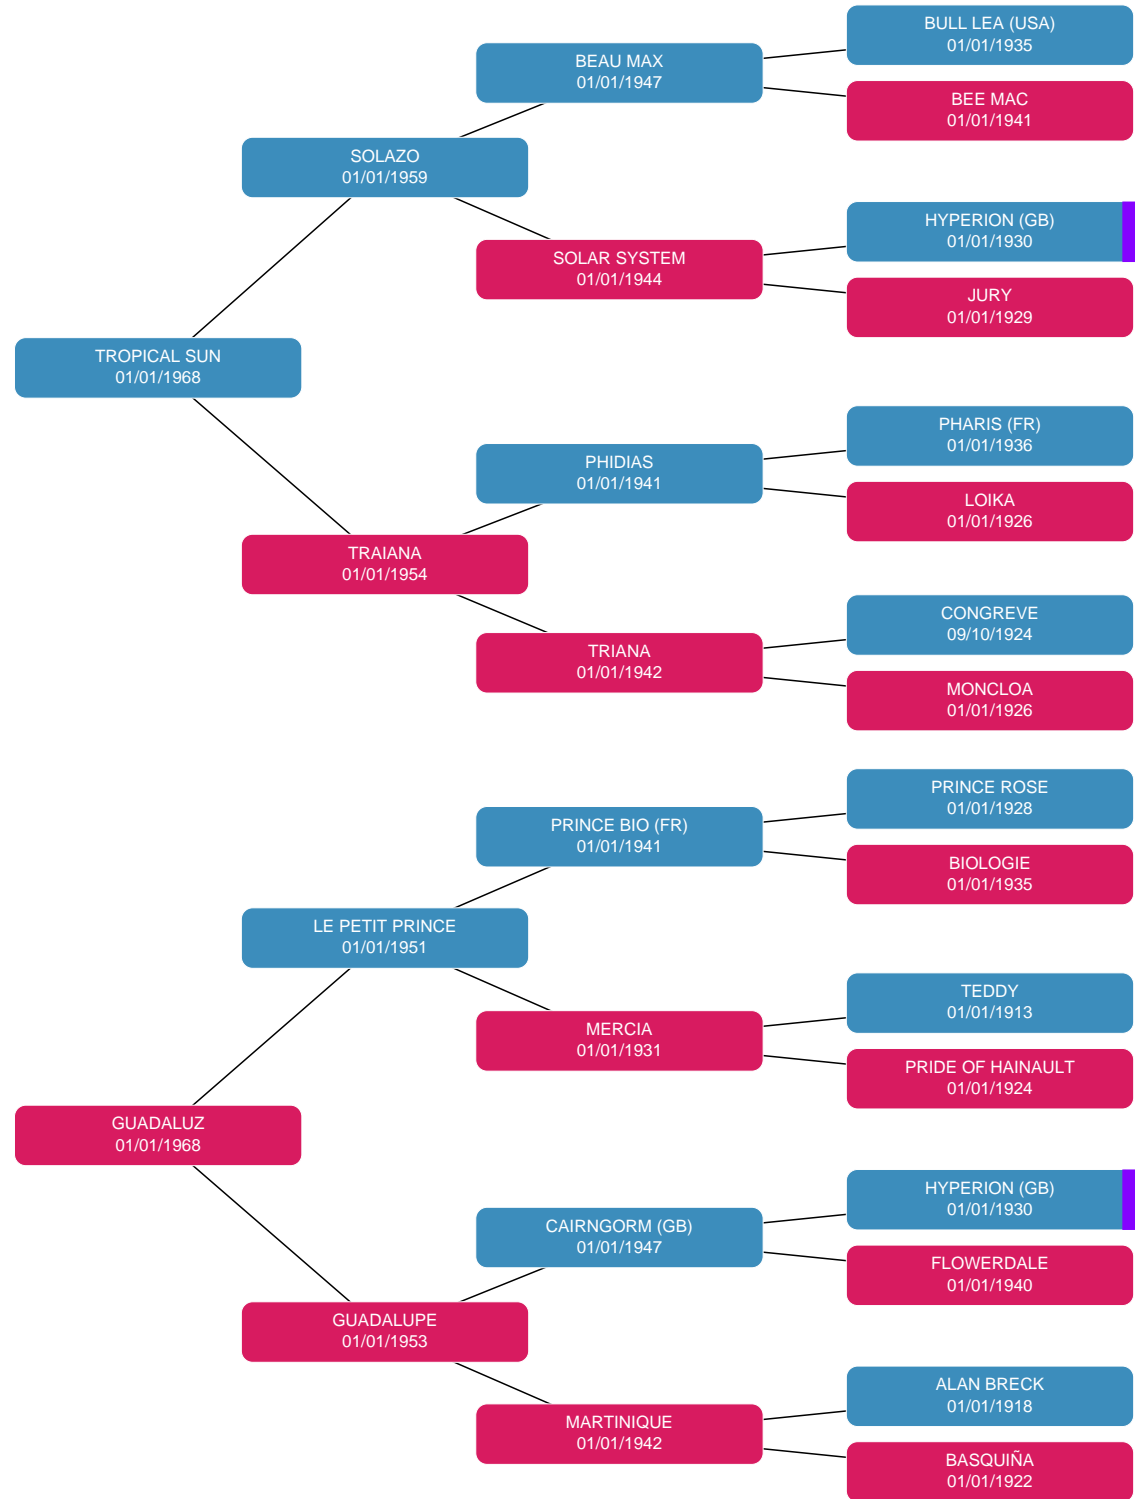 BULL LEA (USA)
01/01/1935
BEAU MAX
01/01/1947
BEE MAC
01/01/1941
SOLAZO
01/01/1959
HYPERION (GB)
01/01/1930
SOLAR SYSTEM
01/01/1944
JURY
01/01/1929
TROPICAL SUN
01/01/1968
PHARIS (FR)
01/01/1936
PHIDIAS
01/01/1941
LOIKA
01/01/1926
TRAIANA
01/01/1954
CONGREVE
09/10/1924
TRIANA
01/01/1942
MONCLOA
01/01/1926
PRINCE ROSE
01/01/1928
PRINCE BIO (FR)
01/01/1941
BIOLOGIE
01/01/1935
LE PETIT PRINCE
01/01/1951
TEDDY
01/01/1913
MERCIA
01/01/1931
PRIDE OF HAINAULT
01/01/1924
GUADALUZ
01/01/1968
HYPERION (GB)
01/01/1930
CAIRNGORM (GB)
01/01/1947
FLOWERDALE
01/01/1940
GUADALUPE
01/01/1953
ALAN BRECK
01/01/1918
MARTINIQUE
01/01/1942
BASQUIÑA
01/01/1922